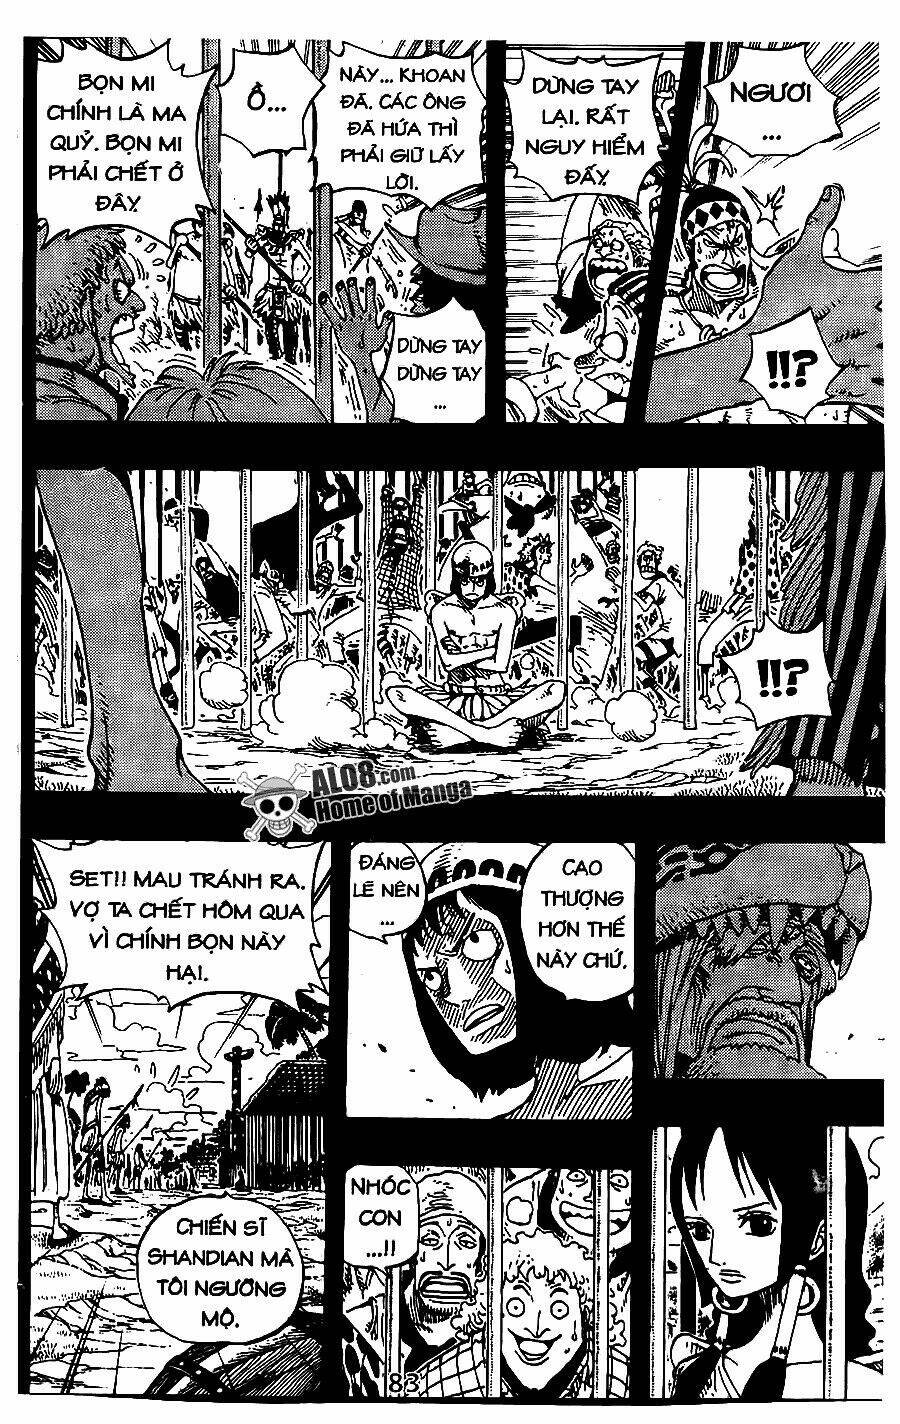 BỌN MI
CHÍNH LÀ MA
QUỶ. BỌN MI
PHẢI CHẾT Ở
ĐÂY.
Ồ...
NÀY... KHOAN
ĐÃ. CÁC ÔNG
ĐÃ HỨA THÌ
PHẢI GIỮ LẤY
LỜI.
DỪNG TAY
DỪNG TAY
...
DỪNG TAY
LẠI. RẤT
NGUY HIỂM
ĐẤY.
NGƯƠI
...
!!?
!!?
ALO8.com
Home of Manga
SET!! MAU TRÁNH RA.
VỢ TA CHẾT HÔM QUA
VÌ CHÍNH BỌN NÀY
HẠI.
CHIẾN SĨ
SHANDIAN MÀ
TÔI NGƯỠNG
MỘ,
ĐÁNG
LẼ NÊN
...
CAO
THƯỢNG
HƠN THẾ
NÀY CHỨ.
NHÓC
CON
...!!
83